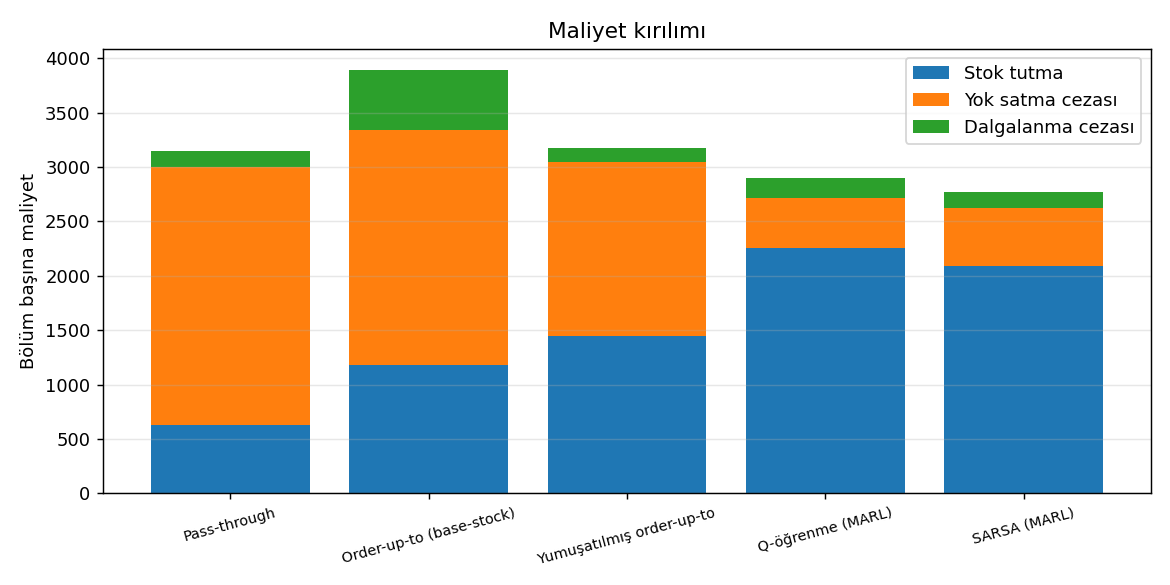 Maliyet kırılımı
Bölüm başına maliyet
4000
3500
3000
2500
2000
1500
1000
500
0
Stok tutma
Yok satma cezası
Dalgalanma cezası
Pass-through
Order-up-to (base-stock)
Yumuşatılmış order-up-to
Q-öğrenme (MARL)
SARSA (MARL)